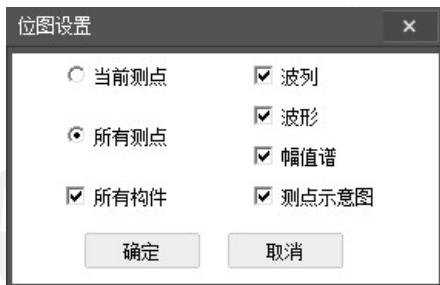 位图设置
当前测点
波列
波形
所有测点
幅值谱
所有构件
测点示意图
确定
取消